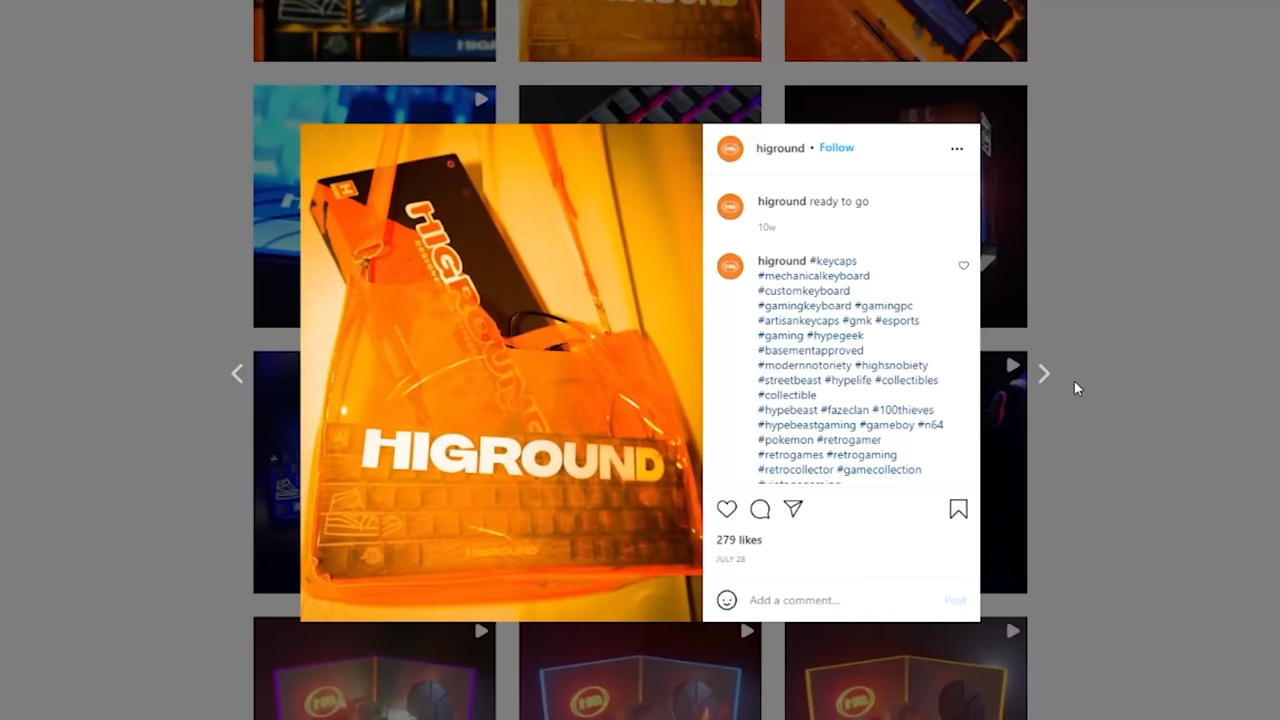 HIGROUND
HIGROUND
HIGROUND
higround • Follow
higround ready to go
10w
higround #keycaps
#mechanicalkeyboard
#customkeyboard
#gamingkeyboard #gamingpc
#artisankeycaps #gmk #esports
#gaming #hypegeek
#basementapproved
#modernnotoriety #highsnobiety
#streetbeast #hypelife #collectibles
#collectible
#hypebeast #fazeclan #100thieves
#hypebeastgaming #gameboy #n64
#pokemon #retrogamer
#retrogames #retrogaming
#retrocollector #gamecollection
279 likes
JULY 28
Add a comment...
Post